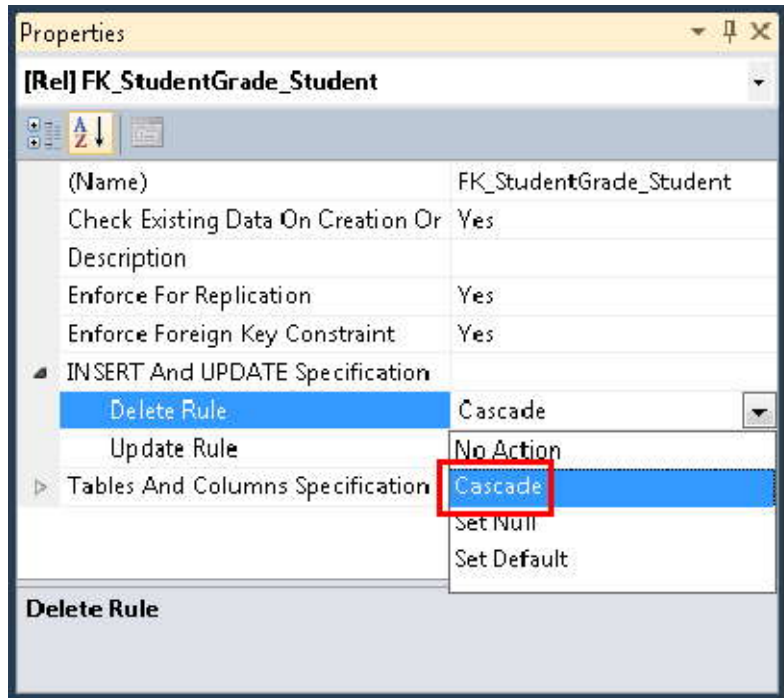 Properties
[Rel] FK_StudentGrade_Student
(Name) FK_StudentGrade_Student
Check Existing Data On Creation Or Yes
Description
Enforce For Replication Yes
Enforce Foreign Key Constraint Yes
INSERT And UPDATE Specification
Delete Rule Cascade
Update Rule No Action
Tables And Columns Specification Cascade
Set Null
Set Default
Delete Rule